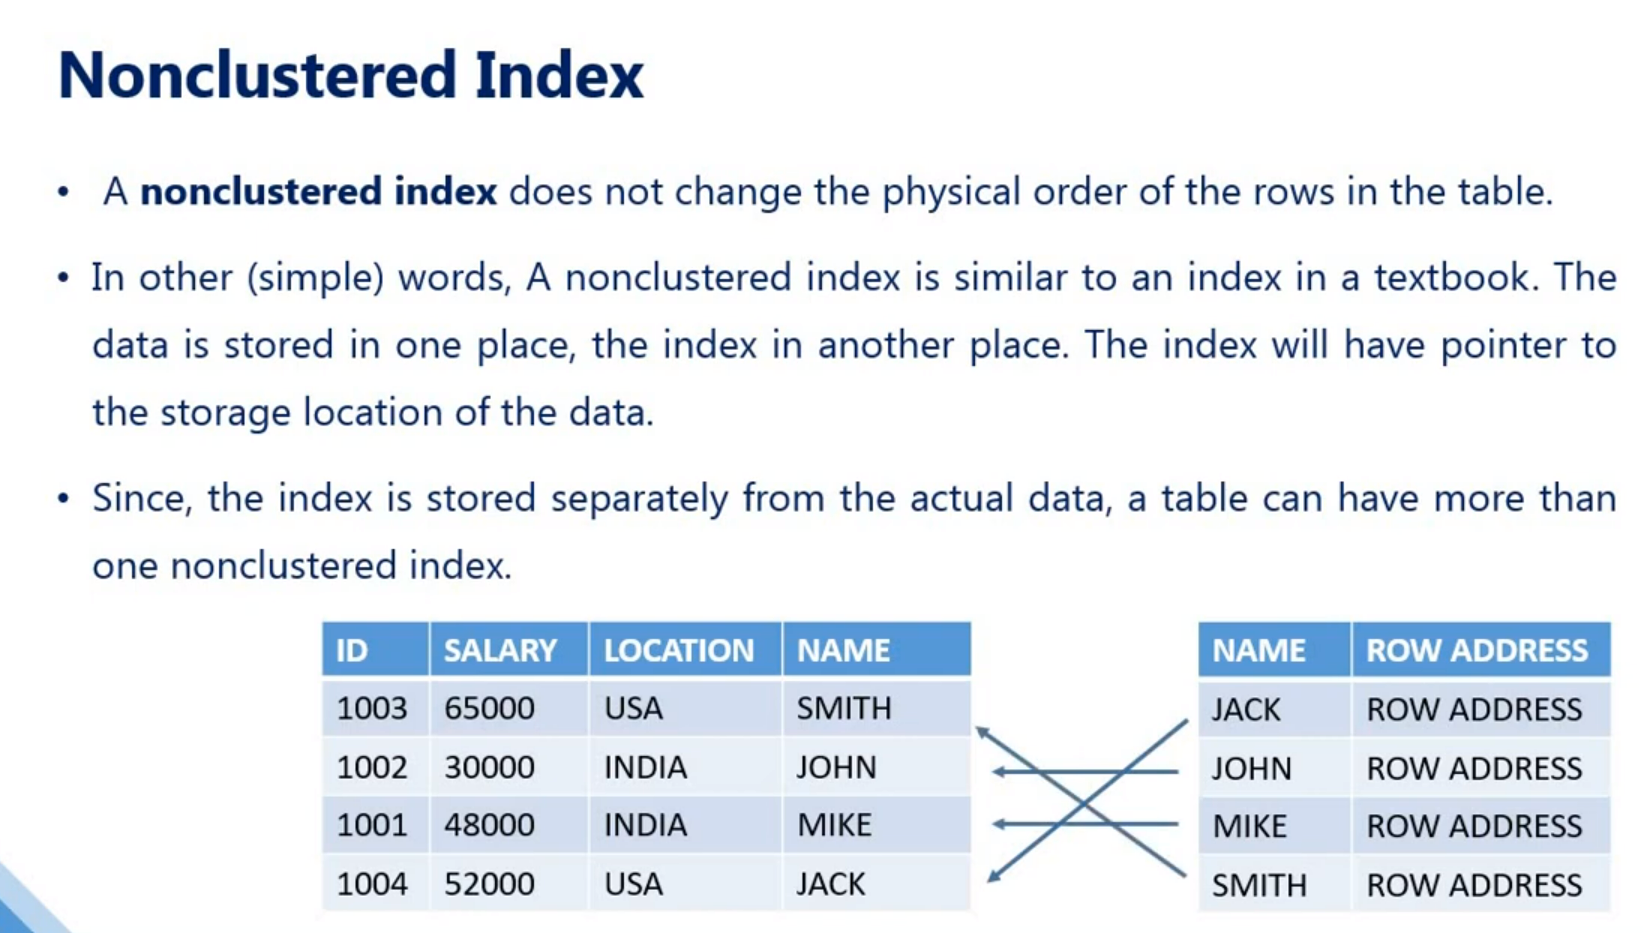 Nonclustered Index
• A nonclustered index does not change the physical order of the rows in the table.
• In other (simple) words, A nonclustered index is similar to an index in a textbook. The
data is stored in one place, the index in another place. The index will have pointer to
the storage location of the data.
• Since, the index is stored separately from the actual data, a table can have more than
one nonclustered index.
ID SALARY LOCATION NAME
1003 65000 USA SMITH
1002 30000 INDIA JOHN
1001 48000 INDIA MIKE
1004 52000 USA JACK
NAME ROW ADDRESS
JACK ROW ADDRESS
JOHN ROW ADDRESS
MIKE ROW ADDRESS
SMITH ROW ADDRESS